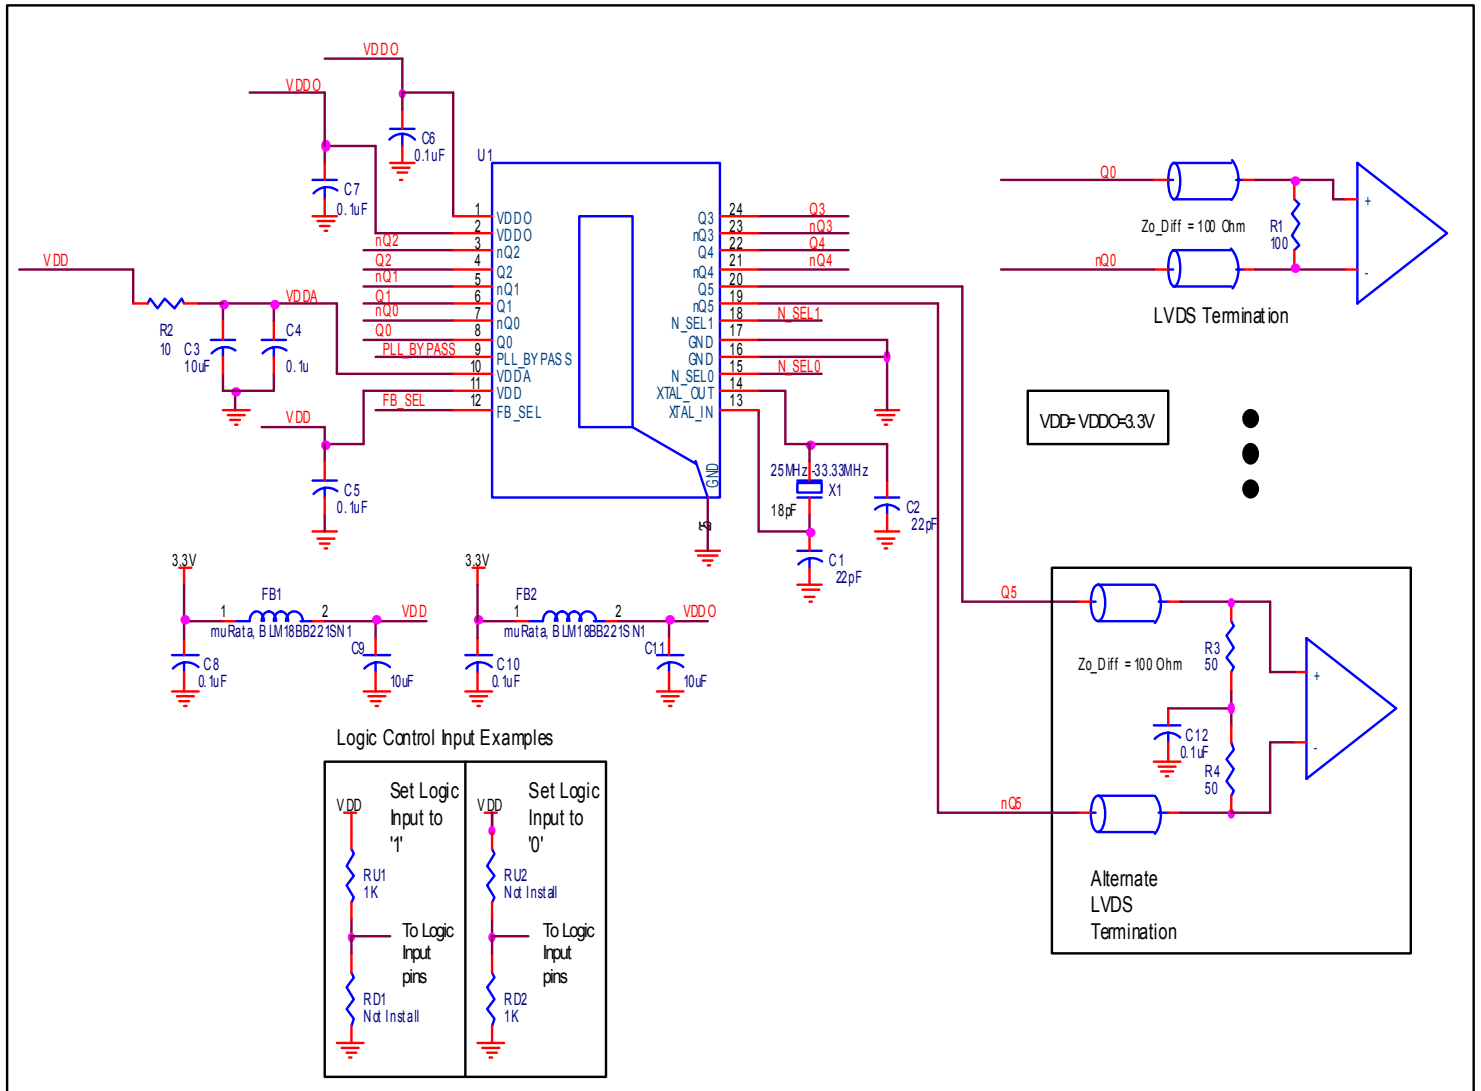 VDDO
VDDO
C6
0.1uF
C7
0.1uF
VDD
R2
10
C3
10uF
VDDA
C4
0.1u
VDD
C5
0.1uF
nQ2
Q2
nQ1
Q1
nQ0
Q0
PLL_BYPASS
FB_SEL
U1
1 VDDO
2 VDDO
3 nQ2
4 Q2
5 nQ1
6 Q1
7 nQ0
8 Q0
9 PLL_BYPASS
10 VDDA
11 VDD
12 FB_SEL
Q3 24 Q3
nQ3 23 nQ3
Q4 22 Q4
nQ4 21 nQ4
Q5 20
nQ5 19
N_SEL1 18 N_SEL1
GND 17
GND 16
N_SEL0 15 N_SEL0
XTAL_OUT 14
XTAL_IN 13
GND
25MHz-33.33MHz
X1
18pF
C2
22pF
C1
22pF
Q0
Zo_Diff = 100 Ohm
R1
100
+
-
nQ0
LVDS Termination
VDD=VDDO=3.3V
3.3V
FB1
1 2
VDD
muRata, BLM18BB221SN1
C8
0.1uF
C9
10uF
3.3V
FB2
1 2
VDDO
muRata, BLM18BB221SN1
C10
0.1uF
C11
10uF
Q5
Zo_Diff = 100 Ohm
R3
50
+
C12
0.1uF
-
R4
50
nQ5
Alternate
LVDS
Termination
Logic Control Input Examples
VDD
Set Logic
Input to
'1'
RU1
1K
To Logic
Input
pins
RD1
Not Install
VDD
Set Logic
Input to
'0'
RU2
Not Install
To Logic
Input
pins
RD2
1K